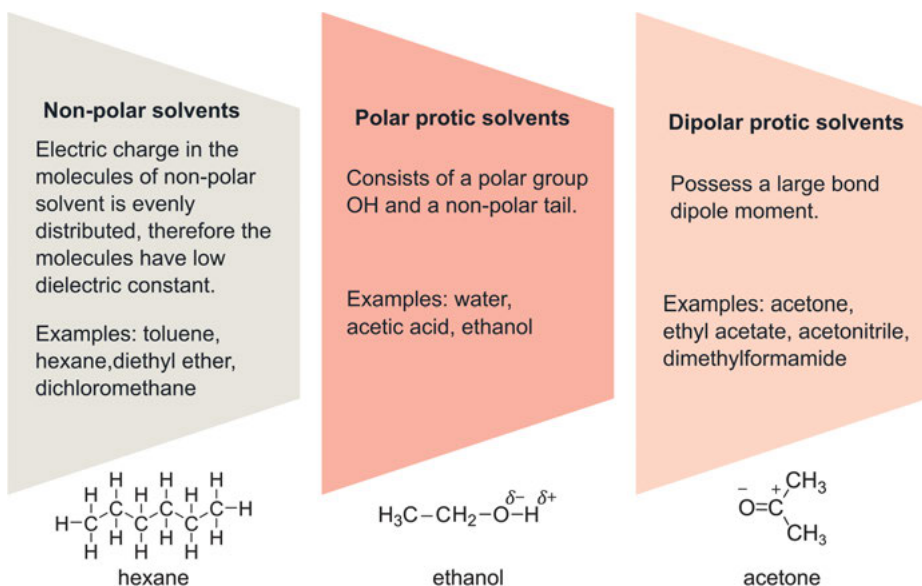 Non-polar solvents
Electric charge in the
molecules of non-polar
solvent is evenly
distributed, therefore the
molecules have low
dielectric constant.
Examples: toluene,
hexane,diethyl ether,
dichloromethane
Polar protic solvents
Consists of a polar group
OH and a non-polar tail.
Examples: water,
acetic acid, ethanol
Dipolar protic solvents
Possess a large bond
dipole moment.
Examples: acetone,
ethyl acetate, acetonitrile,
dimethylformamide
H H H H
H H H
H–C C C C C C–H
H H H
H H H H
hexane
δ− δ+
H₃C–CH₂–O–H
ethanol
− + CH₃
O=C
CH₃
acetone